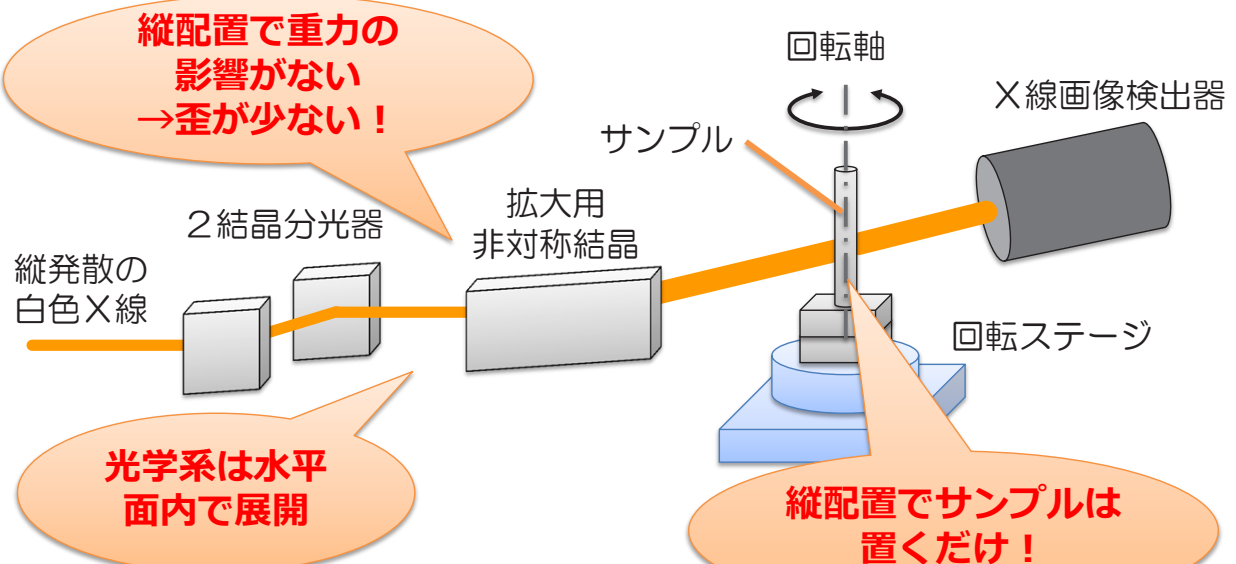 縦配置で重力の
影響がない
→歪が少ない！
回転軸
X線画像検出器
サンプル
拡大用
非対称結晶
２結晶分光器
縦発散の
白色X線
回転ステージ
光学系は水平
面内で展開
縦配置でサンプルは
置くだけ！